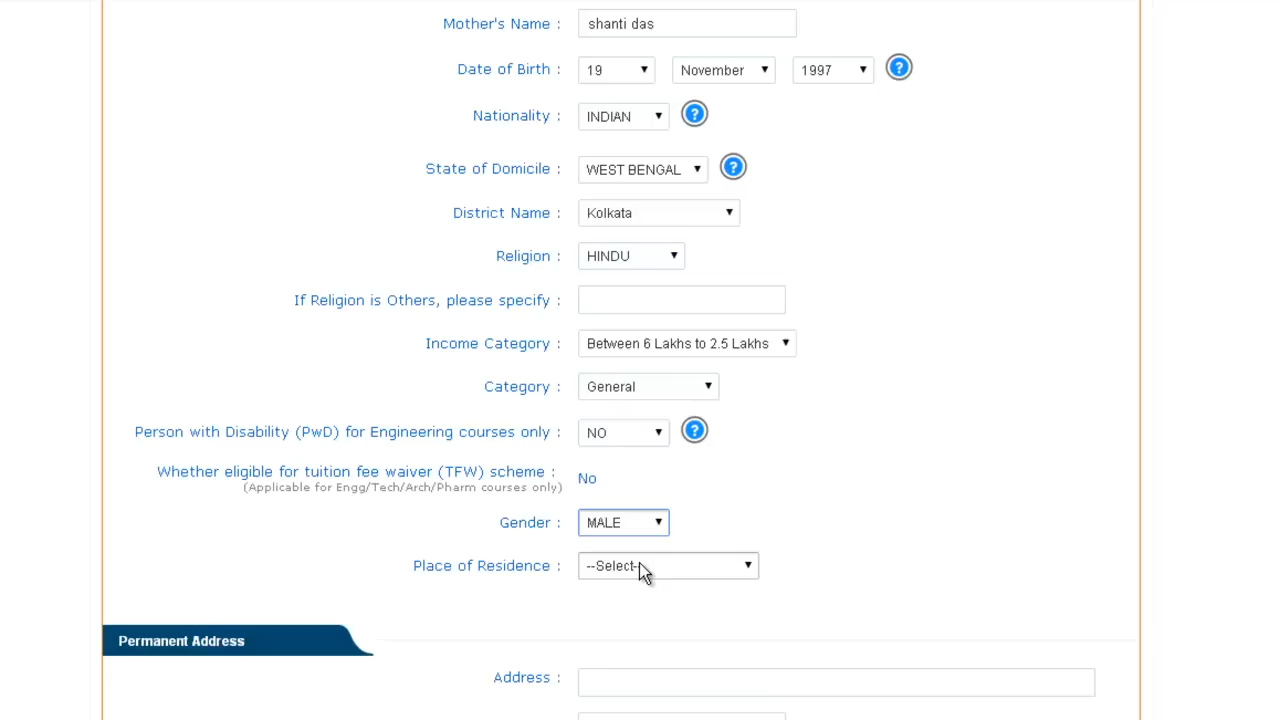 Mother's Name : shanti das
Date of Birth : 19 November 1997 ?
Nationality : INDIAN ?
State of Domicile : WEST BENGAL ?
District Name : Kolkata
Religion : HINDU
If Religion is Others, please specify :
Income Category : Between 6 Lakhs to 2.5 Lakhs
Category : General
Person with Disability (PwD) for Engineering courses only : NO ?
Whether eligible for tuition fee waiver (TFW) scheme : No
(Applicable for Engg/Tech/Arch/Pharm courses only)
Gender : MALE
Place of Residence : --Select--
Permanent Address
Address :